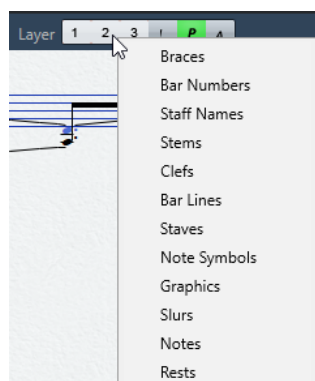 Layer 1 2 3 L P A
Braces
Bar Numbers
Staff Names
Stems
Clefs
Bar Lines
Staves
Note Symbols
Graphics
Slurs
Notes
Rests